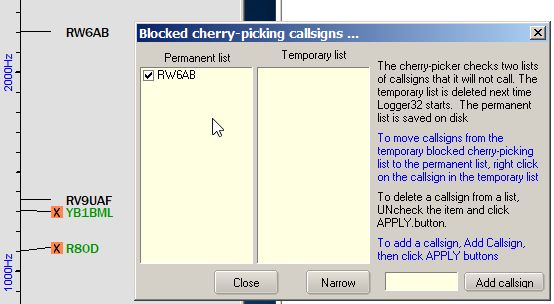 RW6AB
2000Hz
RV9UAF
X YB1BML
X R80D
1000Hz
Blocked cherry-picking callsigns ...
Permanent list
Temporary list
RW6AB
The cherry-picker checks two lists
of callsigns that it will not call. The
temporary list is deleted next time
Logger32 starts. The permanent
list is saved on disk
To move callsigns from the
temporary blocked cherry-picking
list to the permanent list, right click
on the callsign in the temporary list
To delete a callsign from a list,
UNcheck the item and click
APPLY.button.
To add a callsign, Add Callsign,
then click APPLY buttons
Close
Narrow
Add callsign